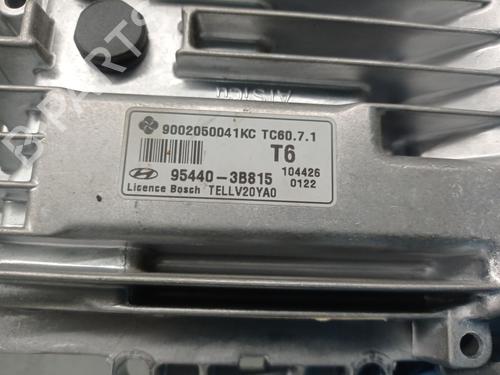 9002050041KC TC60.7.1
T6
104426
0122
95440-3B815
Licence Bosch TELLV20YA0